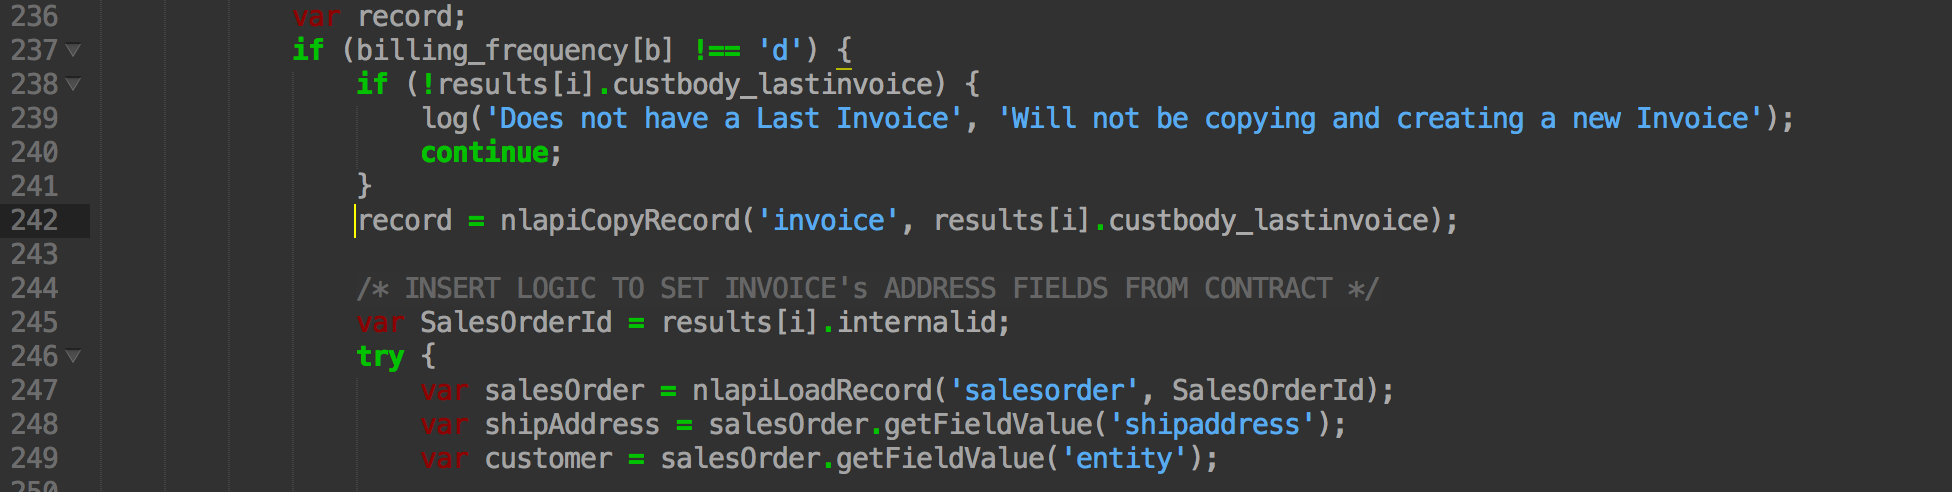 236 var record;
237 if (billing_frequency[b] !== 'd') {
238 if (!results[i].custbody_lastinvoice) {
239 log('Does not have a Last Invoice', 'Will not be copying and creating a new Invoice');
240 continue;
241 }
242 record = nlapiCopyRecord('invoice', results[i].custbody_lastinvoice);
243
244 /* INSERT LOGIC TO SET INVOICE's ADDRESS FIELDS FROM CONTRACT */
245 var SalesOrderId = results[i].internalid;
246 try {
247 var salesOrder = nlapiLoadRecord('salesorder', SalesOrderId);
248 var shipAddress = salesOrder.getFieldValue('shipaddress');
249 var customer = salesOrder.getFieldValue('entity');
250